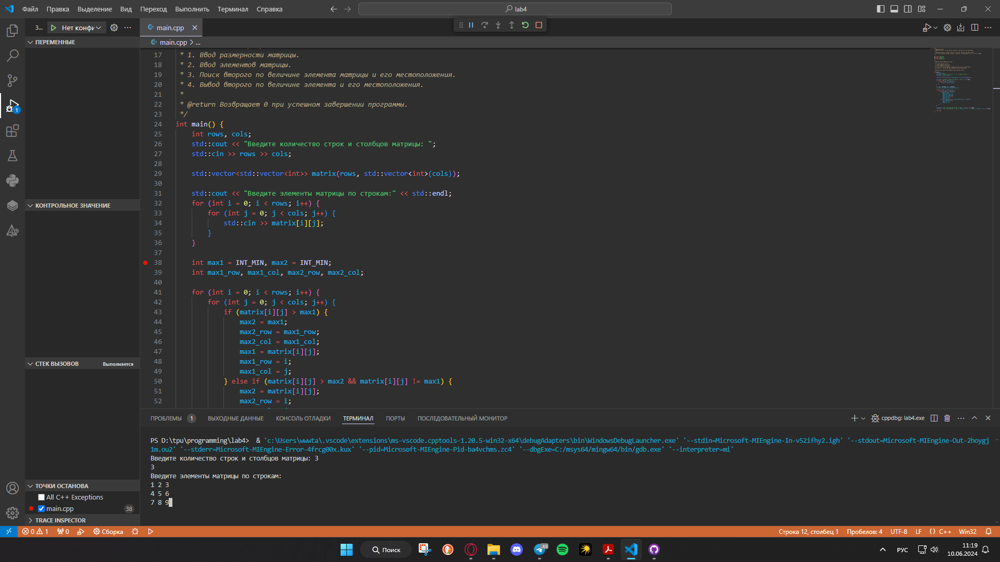 Файл Правка Выделение Вид Переход Выполнить Терминал Справка
lab4
З... Нет конфи
main.cpp
ПЕРЕМЕННЫЕ
main.cpp > ...
17 * 1. Ввод размерности матрицы.
18 * 2. Ввод элементов матрицы.
19 * 3. Поиск второго по величине элемента матрицы и его местоположения.
20 * 4. Вывод второго по величине элемента и его местоположения.
21 *
22 * @return Возвращает 0 при успешном завершении программы.
23 */
24 int main() {
25 int rows, cols;
26 std::cout << "Введите количество строк и столбцов матрицы: ";
27 std::cin >> rows >> cols;
28
29 std::vector<std::vector<int>> matrix(rows, std::vector<int>(cols));
30
31 std::cout << "Введите элементы матрицы по строкам:" << std::endl;
32 for (int i = 0; i < rows; i++) {
33 for (int j = 0; j < cols; j++) {
34 std::cin >> matrix[i][j];
35 }
36 }
37
38 int max1 = INT_MIN, max2 = INT_MIN;
39 int max1_row, max1_col, max2_row, max2_col;
40
41 for (int i = 0; i < rows; i++) {
42 for (int j = 0; j < cols; j++) {
43 if (matrix[i][j] > max1) {
44 max2 = max1;
45 max2_row = max1_row;
46 max2_col = max1_col;
47 max1 = matrix[i][j];
48 max1_row = i;
49 max1_col = j;
50 } else if (matrix[i][j] > max2 && matrix[i][j] != max1) {
51 max2 = matrix[i][j];
52 max2_row = i;
КОНТРОЛЬНОЕ ЗНАЧЕНИЕ
СТЕК ВЫЗОВОВ Выполняется
ТОЧКИ ОСТАНОВА
All C++ Exceptions
main.cpp 38
TRACE INSPECTOR
1
ПРОБЛЕМЫ 1 ВЫХОДНЫЕ ДАННЫЕ КОНСОЛЬ ОТЛАДКИ ТЕРМИНАЛ ПОРТЫ ПОСЛЕДОВАТЕЛЬНЫЙ МОНИТОР
cppdbg: lab4.exe
PS D:\tpu\programming\lab4> & 'c:\Users\wwwta\.vscode\extensions\ms-vscode.cpptools-1.20.5-win32-x64\debugAdapters\bin\WindowsDebugLauncher.exe' '--stdin=Microsoft-MIEngine-In-v52ifhy2.igh' '--stdout=Microsoft-MIEngine-Out-2hoygj
1m.ou2' '--stderr=Microsoft-MIEngine-Error-4frcg00x.kux' '--pid=Microsoft-MIEngine-Pid-ba4vchms.zc4' '--dbgExe=C:/msys64/mingw64/bin/gdb.exe' '--interpreter=mi'
Введите количество строк и столбцов матрицы: 3
3
Введите элементы матрицы по строкам:
1 2 3
4 5 6
7 8 9
0 1 0 Сборка
Строка 12, столбец 1 Пробелов: 4 UTF-8 LF {} C++ Win32
Поиск
69
РУС
11:19
10.06.2024